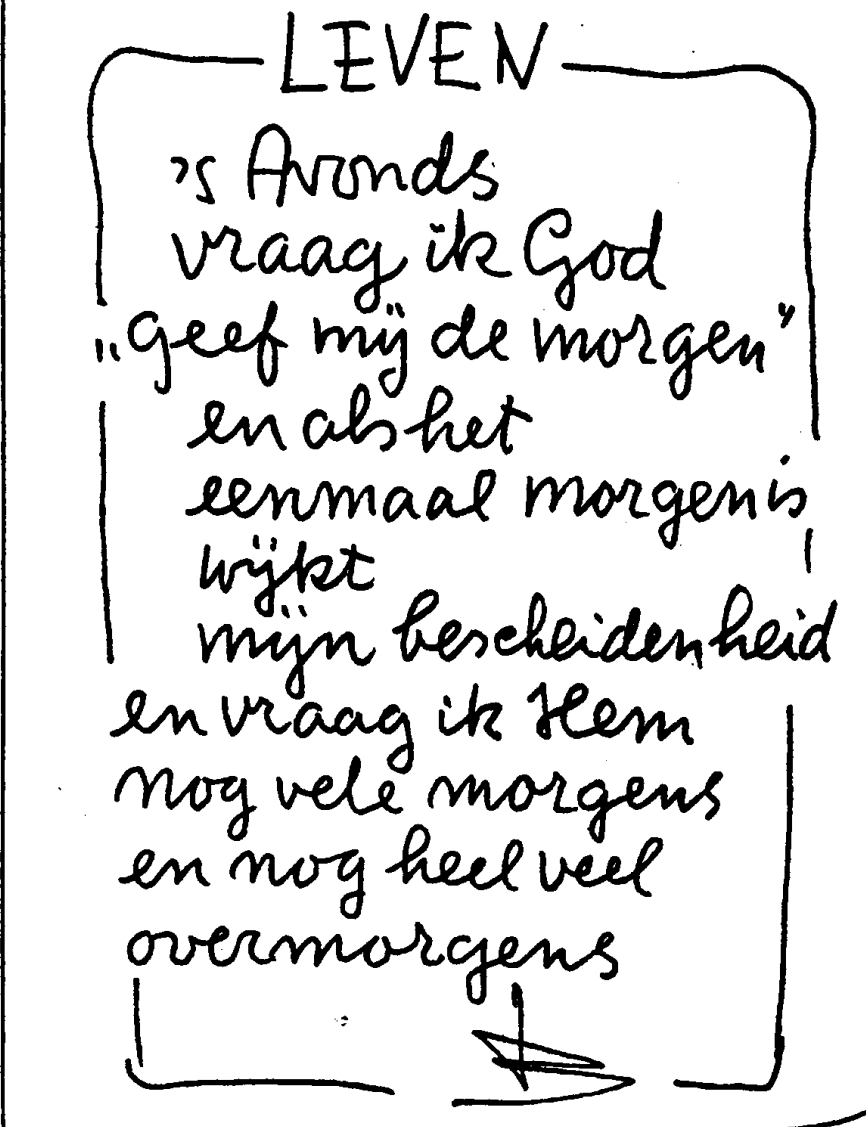 LEVEN
's Avonds
vraag ik God
„geef mij de morgen”
en als het
eenmaal morgen is
wijkt
mijn bescheidenheid
en vraag ik Hem
nog vele morgens
en nog heel veel
overmorgens